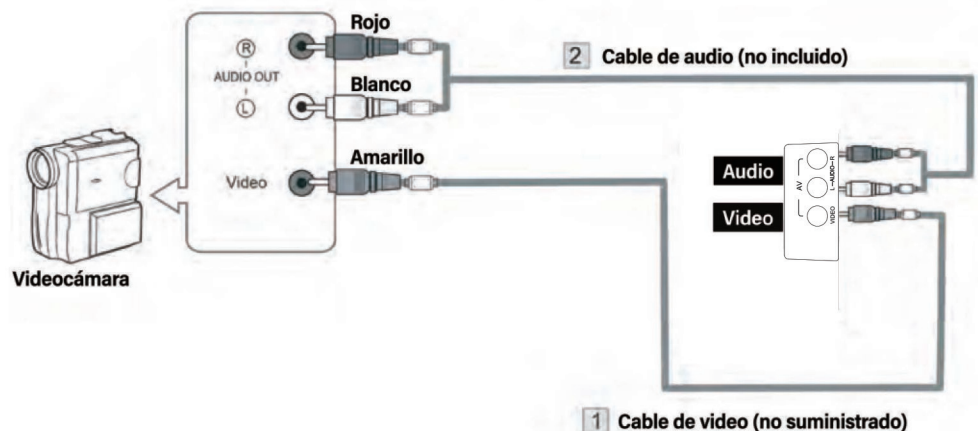 Rojo
R
AUDIO OUT
L
Blanco
Amarillo
Video
Videocámara
2 Cable de audio (no incluido)
Audio
Video
AV
L-AUDIO-R
VIDEO
1 Cable de video (no suministrado)